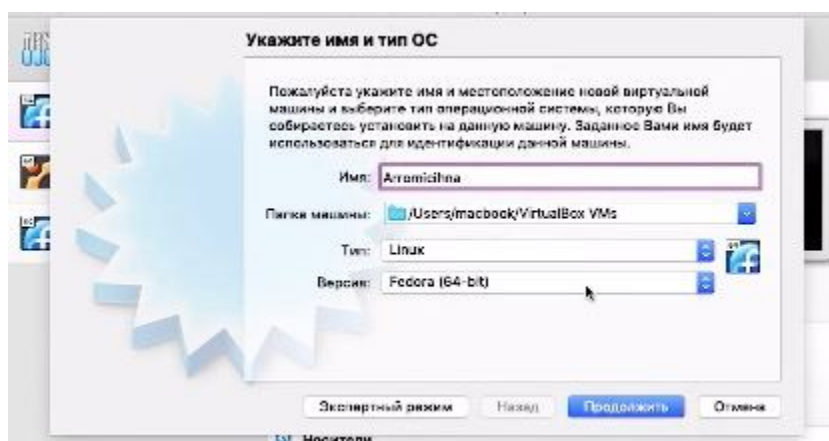 Укажите имя и тип ОС
Пожалуйста укажите имя и местоположение новой виртуальной
машины и выберите тип операционной системы, которую Вы
собираетесь установить на данную машину. Заданное Вами имя будет
использоваться для идентификации данной машины.
Имя: Arromicihna
Папка машины: /Users/macbook/VirtualBox VMs
Тип: Linux
Версия: Fedora (64-bit)
Экспертный режим Назад Продолжить Отмена
Носители